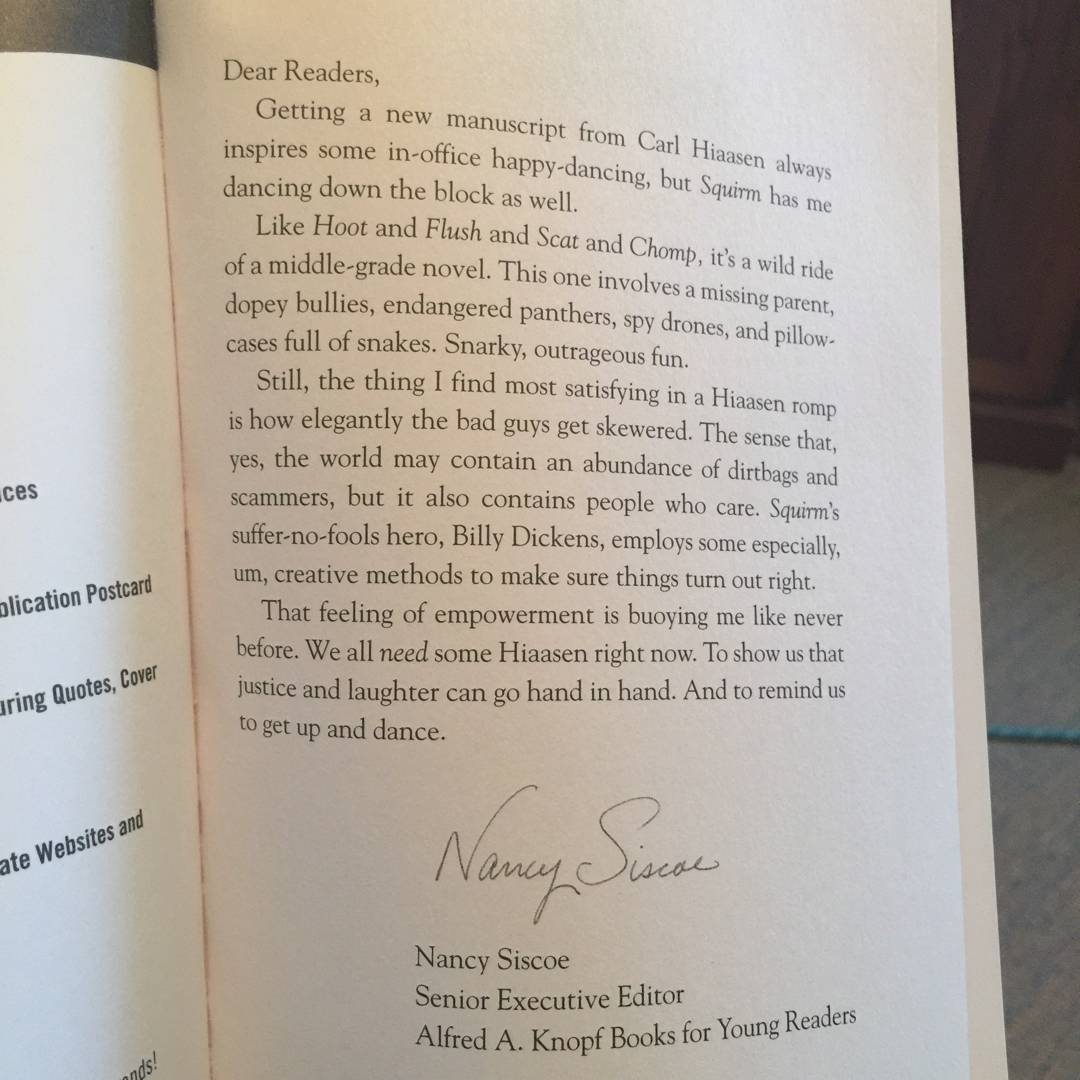 ces
Publication Postcard
uring Quotes, Cover
ate Websites and
ends!
Dear Readers,
Getting a new manuscript from Carl Hiaasen always
inspires some in-office happy-dancing, but Squirm has me
dancing down the block as well.
Like Hoot and Flush and Scat and Chomp, it's a wild ride
of a middle-grade novel. This one involves a missing parent,
dopey bullies, endangered panthers, spy drones, and pillow-
cases full of snakes. Snarky, outrageous fun.
Still, the thing I find most satisfying in a Hiaasen romp
is how elegantly the bad guys get skewered. The sense that,
yes, the world may contain an abundance of dirtbags and
scammers, but it also contains people who care. Squirm's
suffer-no-fools hero, Billy Dickens, employs some especially,
um, creative methods to make sure things turn out right.
That feeling of empowerment is buoying me like never
before. We all need some Hiaasen right now. To show us that
justice and laughter can go hand in hand. And to remind us
to get up and dance.
Nancy Siscoe
Nancy Siscoe
Senior Executive Editor
Alfred A. Knopf Books for Young Readers